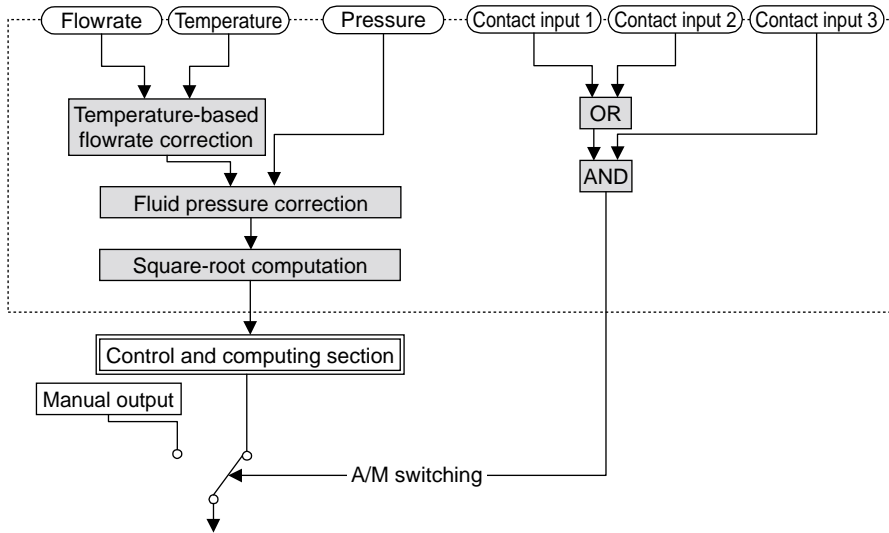 Flowrate
Temperature
Pressure
Contact input 1
Contact input 2
Contact input 3
Temperature-based
flowrate correction
OR
AND
Fluid pressure correction
Square-root computation
Control and computing section
Manual output
A/M switching